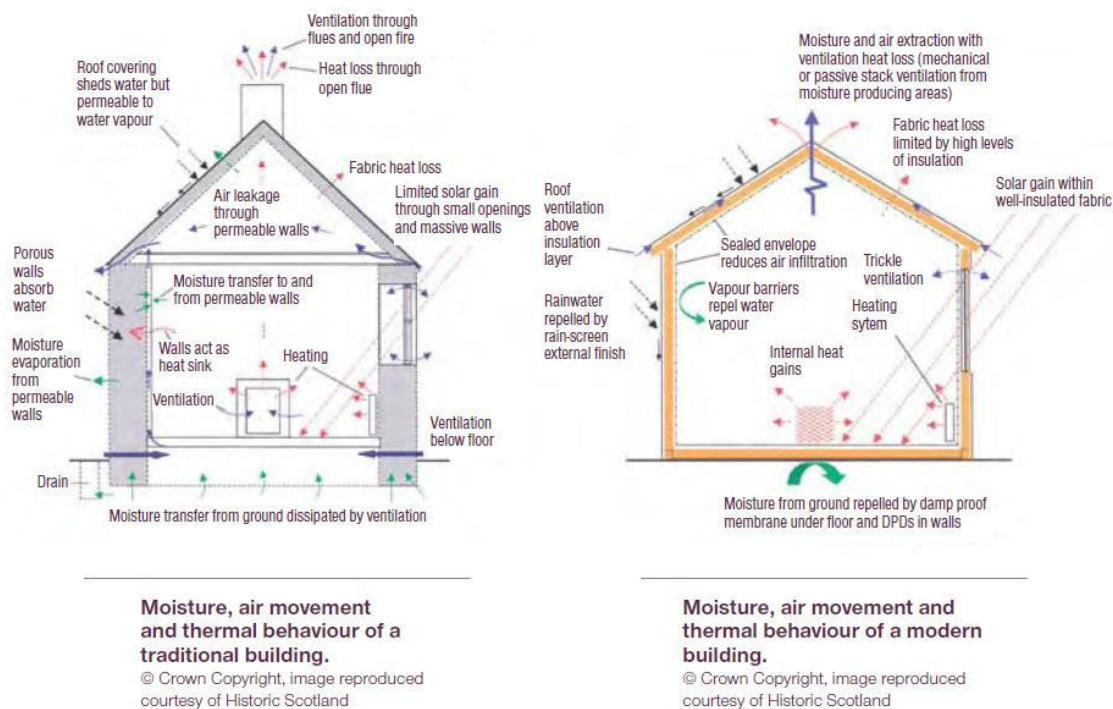 Ventilation through
flues and open fire
Heat loss through
open flue
Roof covering
sheds water but
permeable to
water vapour
Fabric heat loss
Air leakage
through
permeable walls
Limited solar gain
through small openings
and massive walls
Porous
walls
absorb
water
Moisture transfer to and
from permeable walls
Moisture
evaporation
from
permeable
walls
Walls act as
heat sink
Heating
Ventilation
Ventilation
below floor
Drain
Moisture transfer from ground dissipated by ventilation
Moisture, air movement
and thermal behaviour of a
traditional building.
© Crown Copyright, image reproduced
courtesy of Historic Scotland
Moisture and air extraction with
ventilation heat loss (mechanical
or passive stack ventilation from
moisture producing areas)
Fabric heat loss
limited by high levels
of insulation
Solar gain within
well-insulated fabric
Roof
ventilation
above
insulation
layer
Sealed envelope
reduces air infiltration
Trickle
ventilation
Vapour barriers
repel water
vapour
Heating
sytem
Rainwater
repelled by
rain-screen
external finish
Internal heat
gains
Moisture from ground repelled by damp proof
membrane under floor and DPDs in walls
Moisture, air movement and
thermal behaviour of a modern
building.
© Crown Copyright, image reproduced
courtesy of Historic Scotland